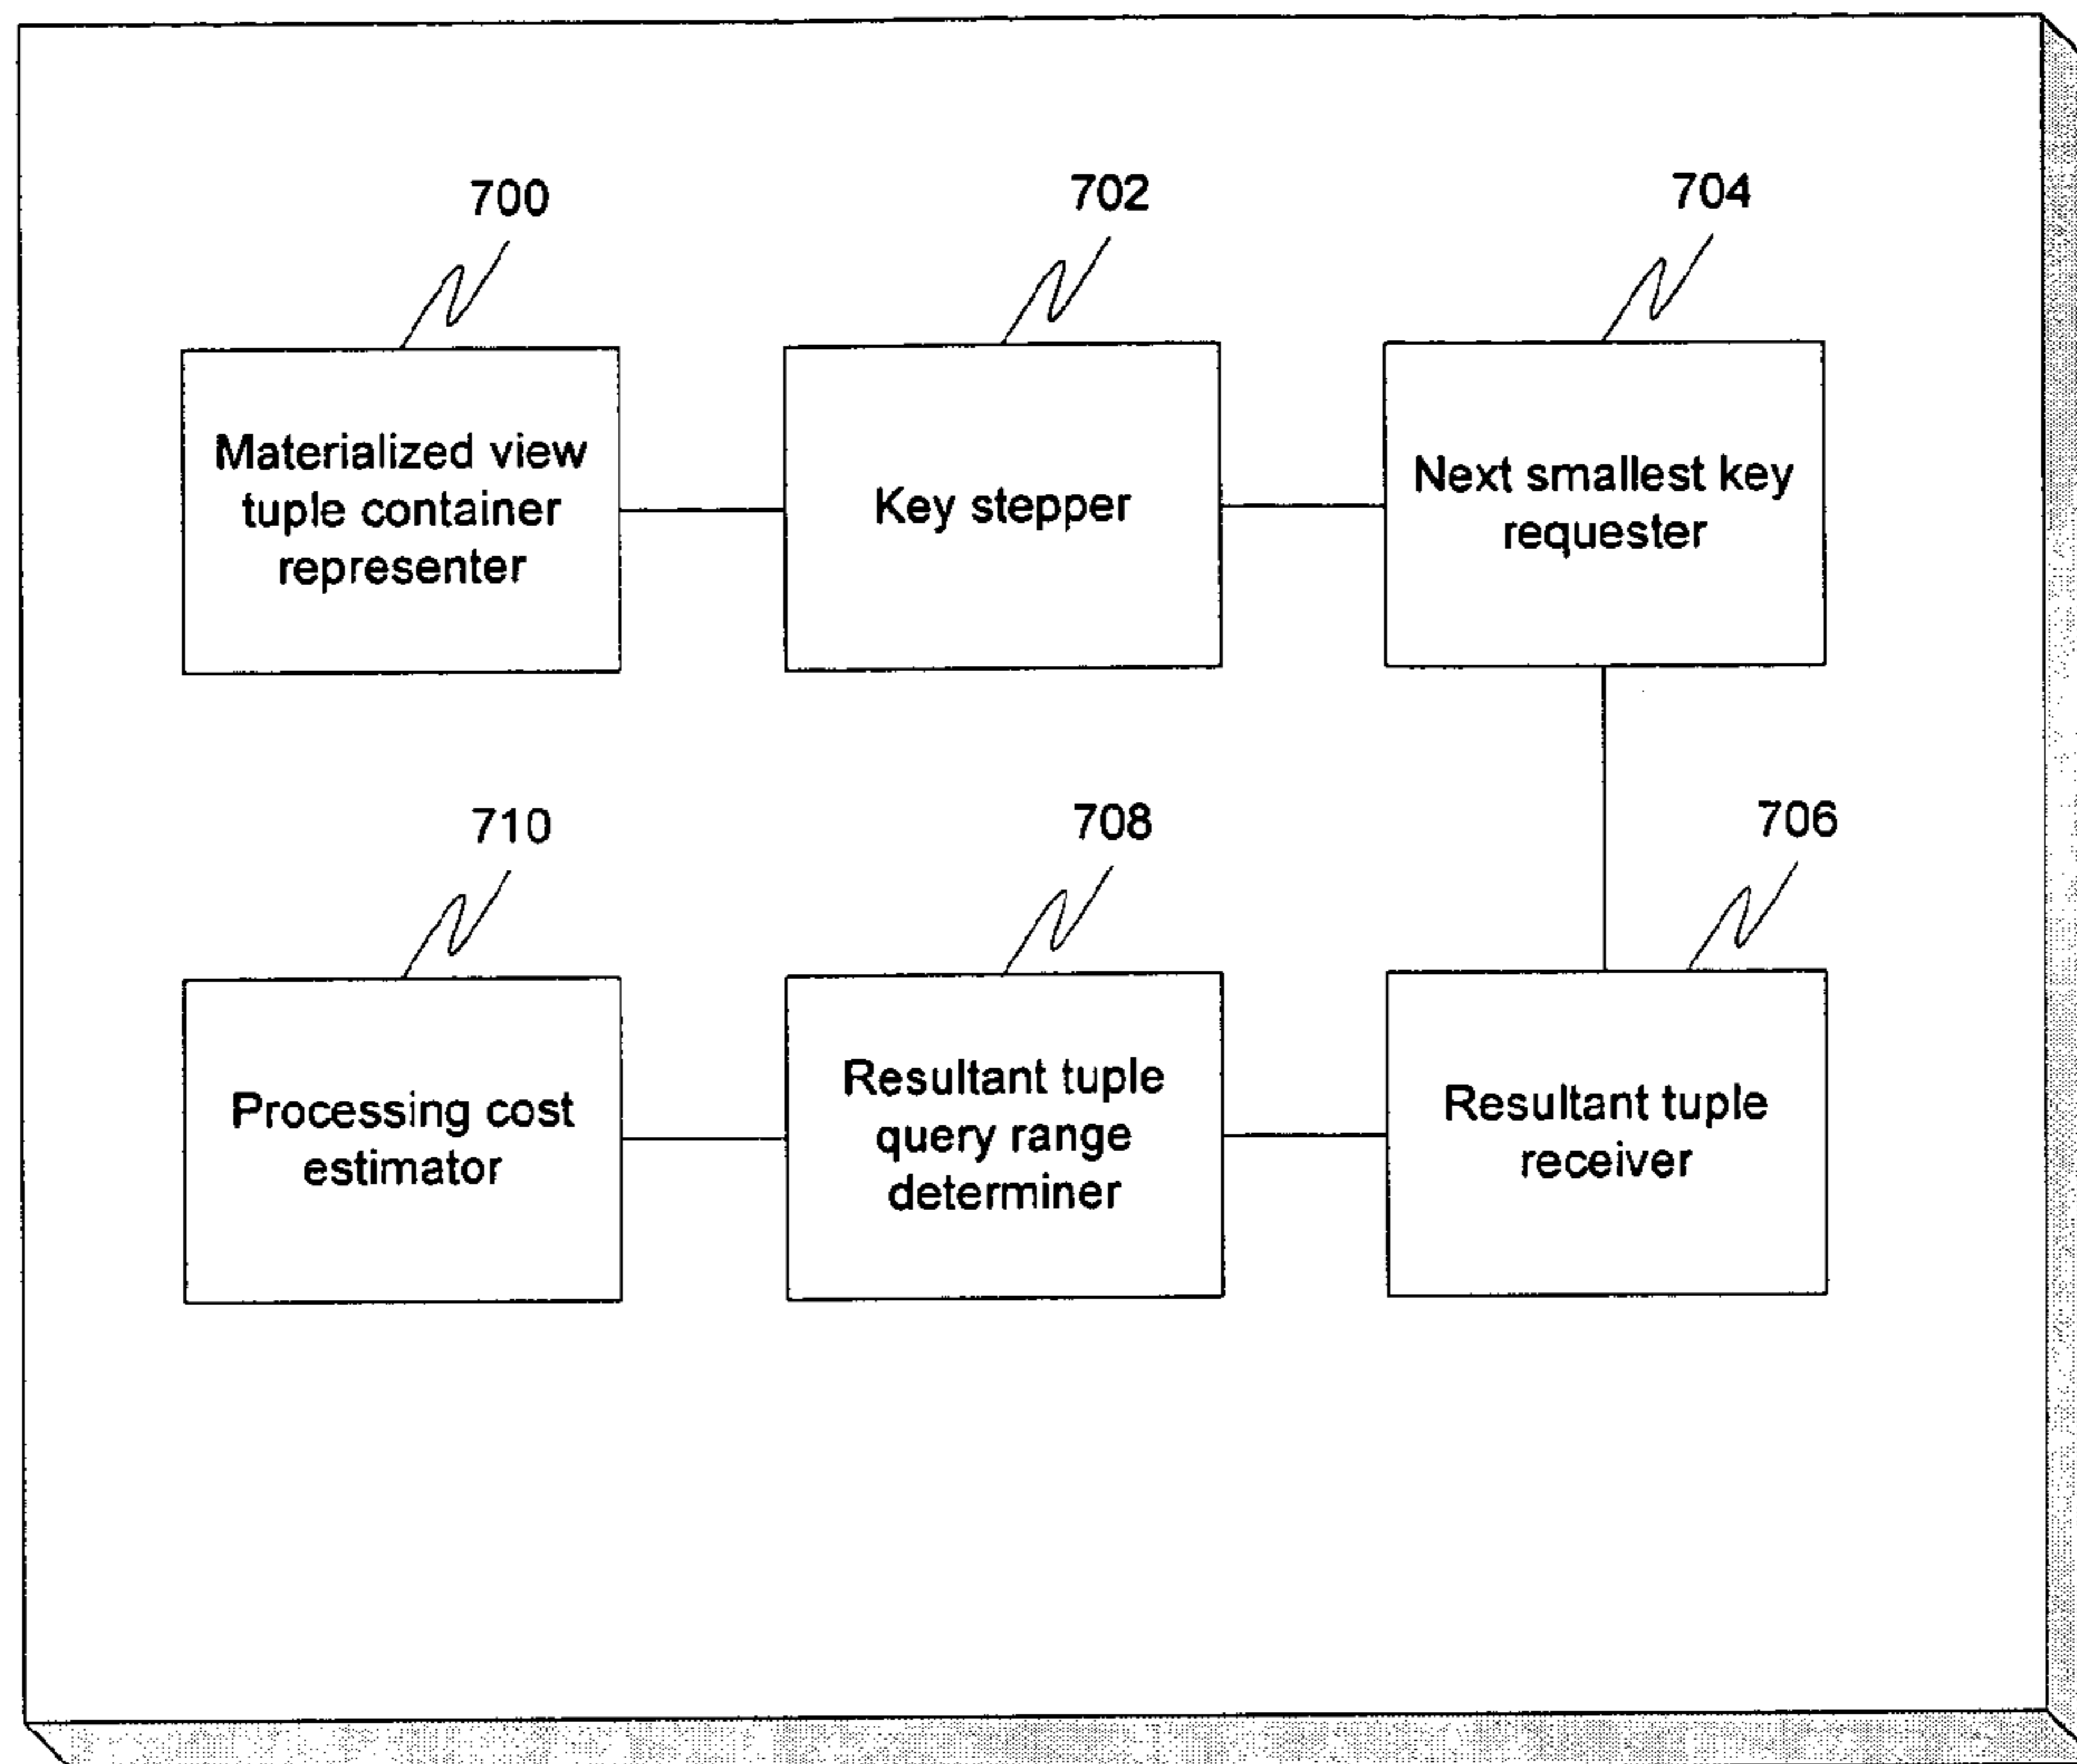 700
702
704
Materialized view
tuple container
representer
Key stepper
Next smallest key
requester
710
708
706
Processing cost
estimator
Resultant tuple
query range
determiner
Resultant tuple
receiver